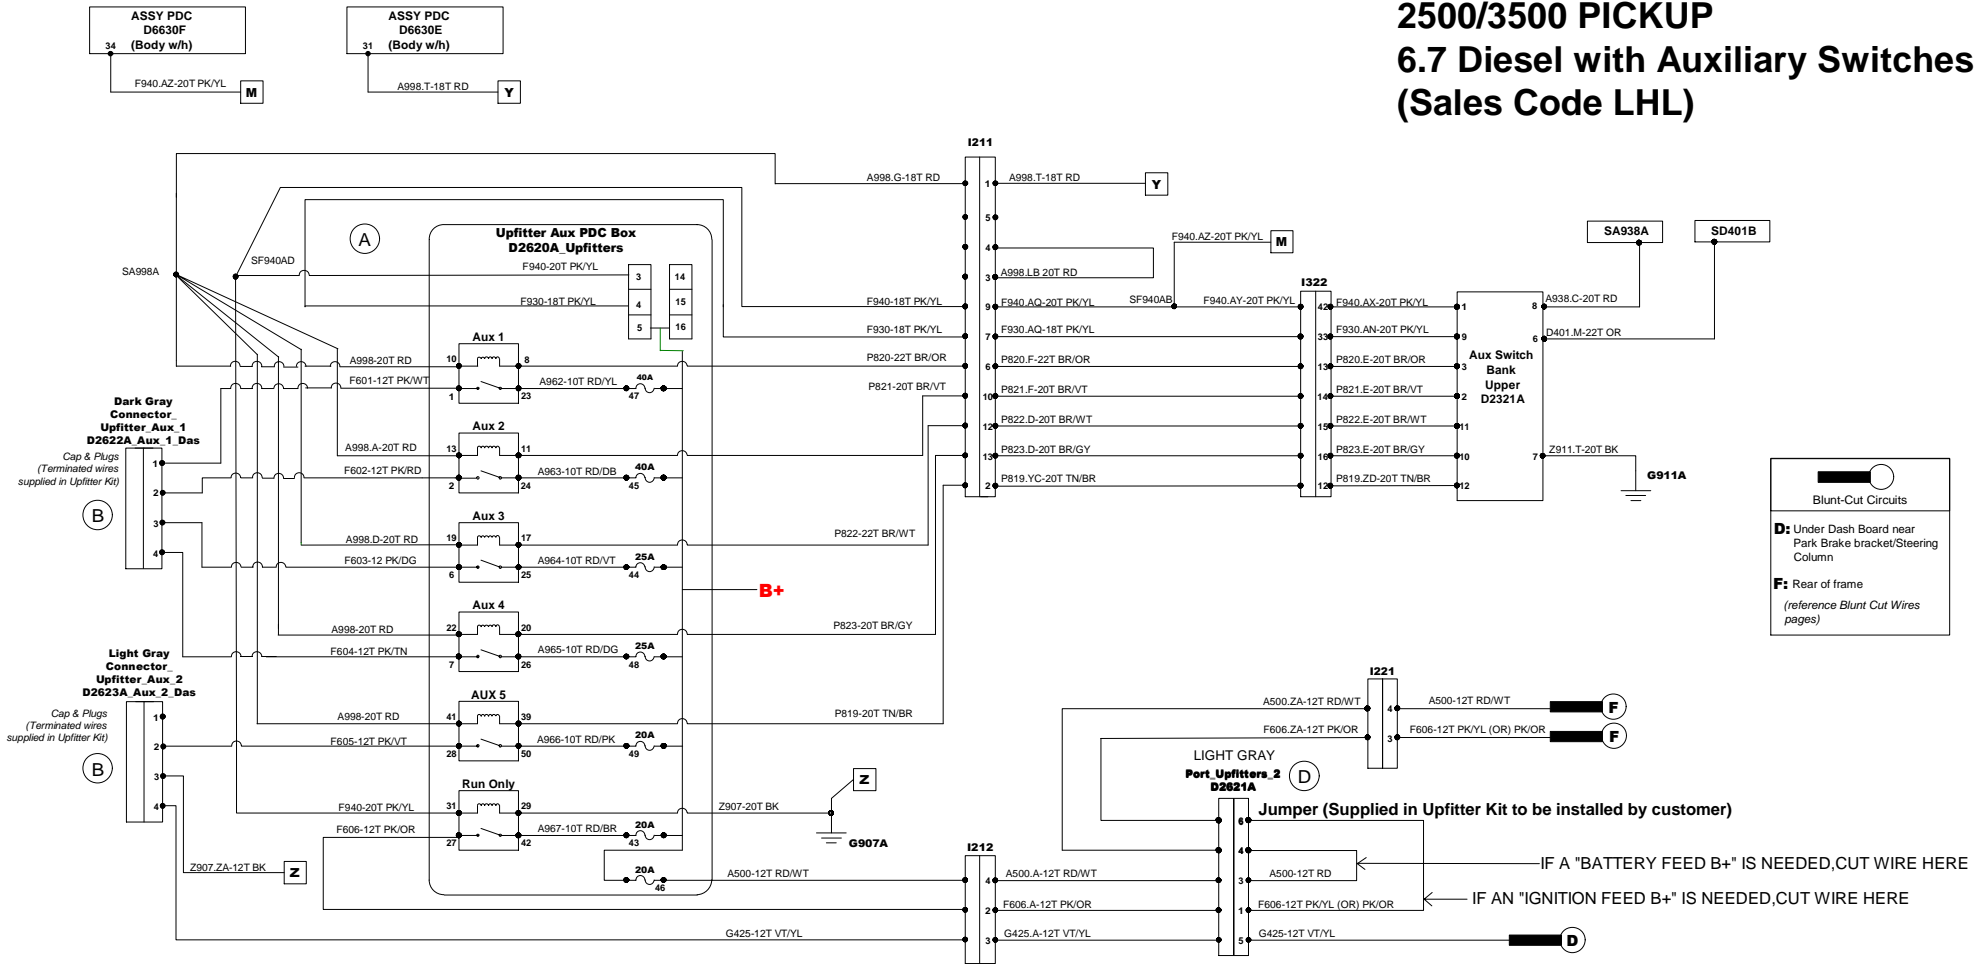 2500/3500 PICKUP
6.7 Diesel with Auxiliary Switches
(Sales Code LHL)
ASSY PDC
D6630F
34 (Body w/h)
F940.AZ-20T PK/YL
M
ASSY PDC
D6630E
31 (Body w/h)
A998.T-18T RD
Y
SA998A
SF940AD
A
Upfitter Aux PDC Box
D2620A_Upfitters
F940-20T PK/YL
3 14
F930-18T PK/YL
4 15
5 16
Aux 1
A998-20T RD
10 8
F601-12T PK/WT
1 23
A962-10T RD/YL
40A
47
Aux 2
A998.A-20T RD
13 11
F602-12T PK/RD
2 24
A963-10T RD/DB
40A
45
Aux 3
A998.D-20T RD
19 17
F603-12 PK/DG
6 25
A964-10T RD/VT
25A
44
B+
Aux 4
A998-20T RD
22 20
F604-12T PK/TN
7 26
A965-10T RD/DG
25A
48
AUX 5
A998-20T RD
41 39
F605-12T PK/VT
28 50
A966-10T RD/PK
20A
49
Run Only
F940-20T PK/YL
31 29
F606-12T PK/OR
27 42
A967-10T RD/BR
20A
43
20A
46
Z907-20T BK
Z
G907A
Dark Gray
Connector_
Upfitter_Aux_1
D2622A_Aux_1_Das
Cap & Plugs
(Terminated wires
supplied in Upfitter Kit)
B
1
2
3
4
Light Gray
Connector_
Upfitter_Aux_2
D2623A_Aux_2_Das
Cap & Plugs
(Terminated wires
supplied in Upfitter Kit)
B
1
2
3
4
Z907.ZA-12T BK
Z
I211
A998.G-18T RD
1
A998.T-18T RD
Y
5
4
3
A998.LB 20T RD
F940-18T PK/YL
9
F940.AQ-20T PK/YL
SF940AB
F940.AZ-20T PK/YL
M
F940.AY-20T PK/YL
F930-18T PK/YL
7
F930.AQ-18T PK/YL
P820-22T BR/OR
6
P820.F-22T BR/OR
P821-20T BR/VT
10
P821.F-20T BR/VT
12
P822.D-20T BR/WT
13
P823.D-20T BR/GY
2
P819.YC-20T TN/BR
P822-22T BR/WT
P823-20T BR/GY
P819-20T TN/BR
I322
42
F940.AX-20T PK/YL
1
33
F930.AN-20T PK/YL
9
13
P820.E-20T BR/OR
3
14
P821.E-20T BR/VT
2
15
P822.E-20T BR/WT
11
16
P823.E-20T BR/GY
10
12
P819.ZD-20T TN/BR
12
Aux Switch
Bank
Upper
D2321A
SA938A
SD401B
8
A938.C-20T RD
6
D401.M-22T OR
7
Z911.T-20T BK
G911A
Blunt-Cut Circuits
D: Under Dash Board near
Park Brake bracket/Steering
Column
F: Rear of frame
(reference Blunt Cut Wires
pages)
I221
A500.ZA-12T RD/WT
4
A500-12T RD/WT
F
F606.ZA-12T PK/OR
3
F606-12T PK/YL (OR) PK/OR
F
LIGHT GRAY
Port_Upfitters_2
D2621A
D
Jumper (Supplied in Upfitter Kit to be installed by customer)
6
4
IF A "BATTERY FEED B+" IS NEEDED,CUT WIRE HERE
I212
A500-12T RD/WT
4
A500.A-12T RD/WT
3
A500-12T RD
IF AN "IGNITION FEED B+" IS NEEDED,CUT WIRE HERE
2
F606.A-12T PK/OR
1
F606-12T PK/YL (OR) PK/OR
G425-12T VT/YL
3
G425.A-12T VT/YL
5
G425-12T VT/YL
D